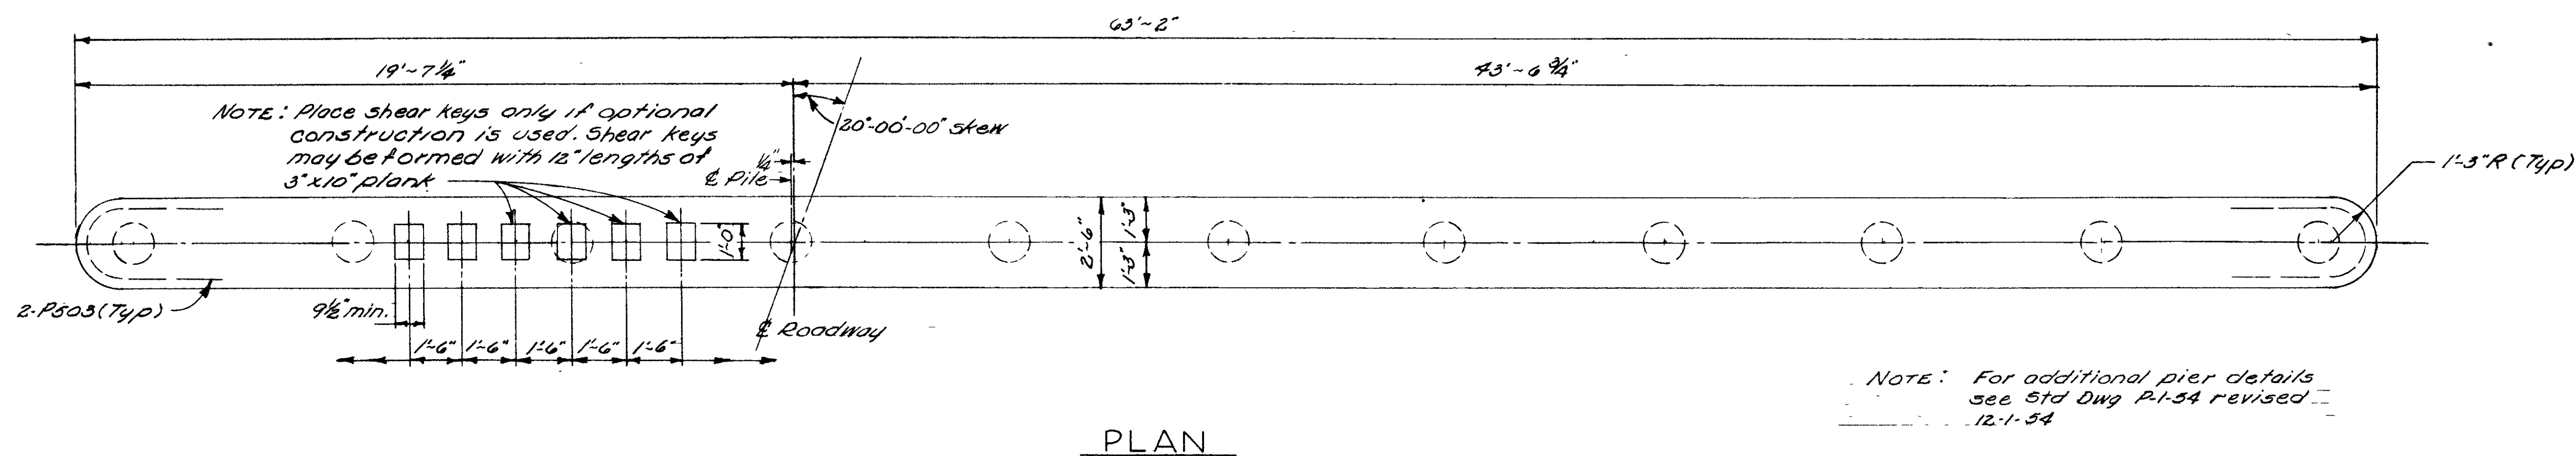 63'~2"
19'~7¼"
43'~6¾"
NOTE: Place shear keys only if optional
construction is used. Shear keys
may be formed with 12" lengths of
3"x10" plank
20°-00'-00" skew
¼"
℄ Pile
1'-3"R (Typ)
1'-0"
2'-6"
1'-3"
1'-3"
2-P503 (Typ)
9½" min.
℄ Roadway
1'-6" 1'-6" 1'-6" 1'-6" 1'-6"
NOTE: For additional pier details
see Std Dwg P-1-54 revised
12-1-54
PLAN